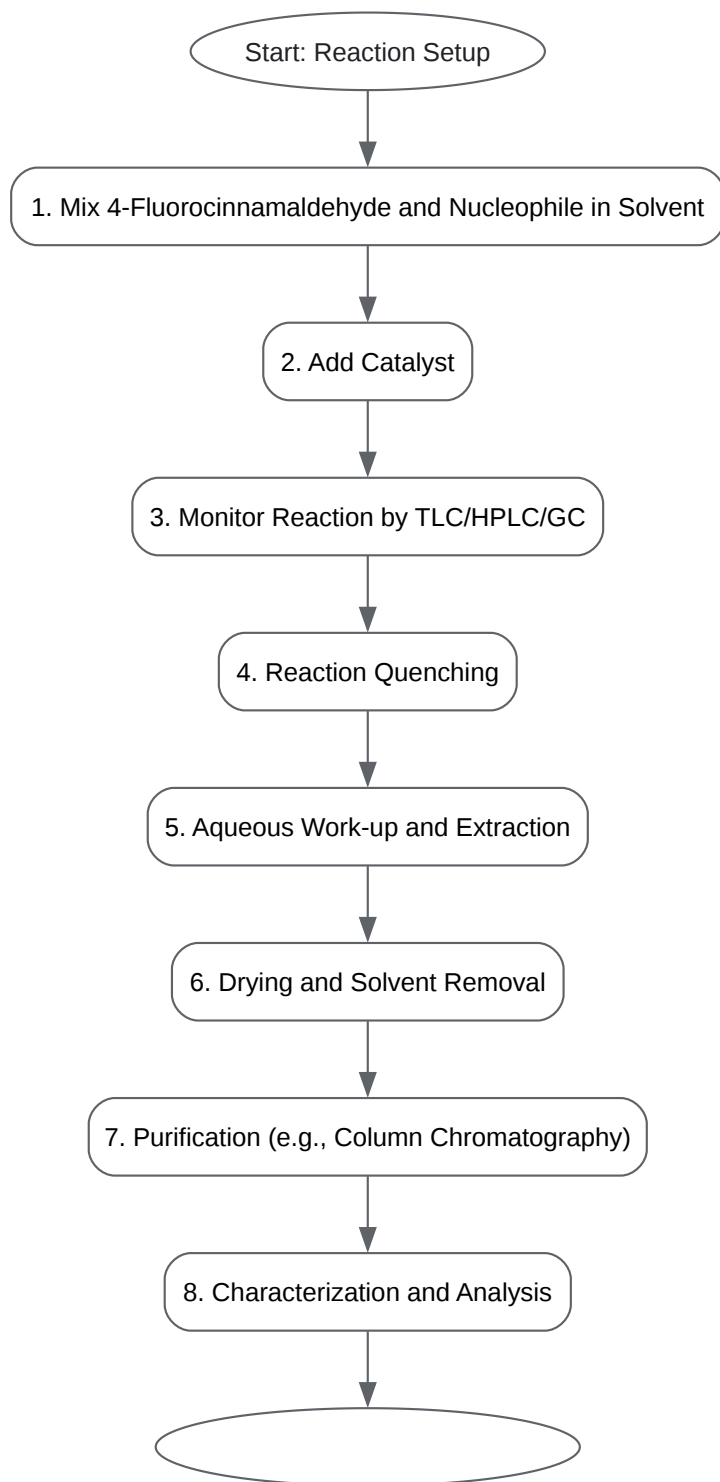 Start: Reaction Setup
1. Mix 4-Fluorocinnamaldehyde and Nucleophile in Solvent
2. Add Catalyst
3. Monitor Reaction by TLC/HPLC/GC
4. Reaction Quenching
5. Aqueous Work-up and Extraction
6. Drying and Solvent Removal
7. Purification (e.g., Column Chromatography)
8. Characterization and Analysis